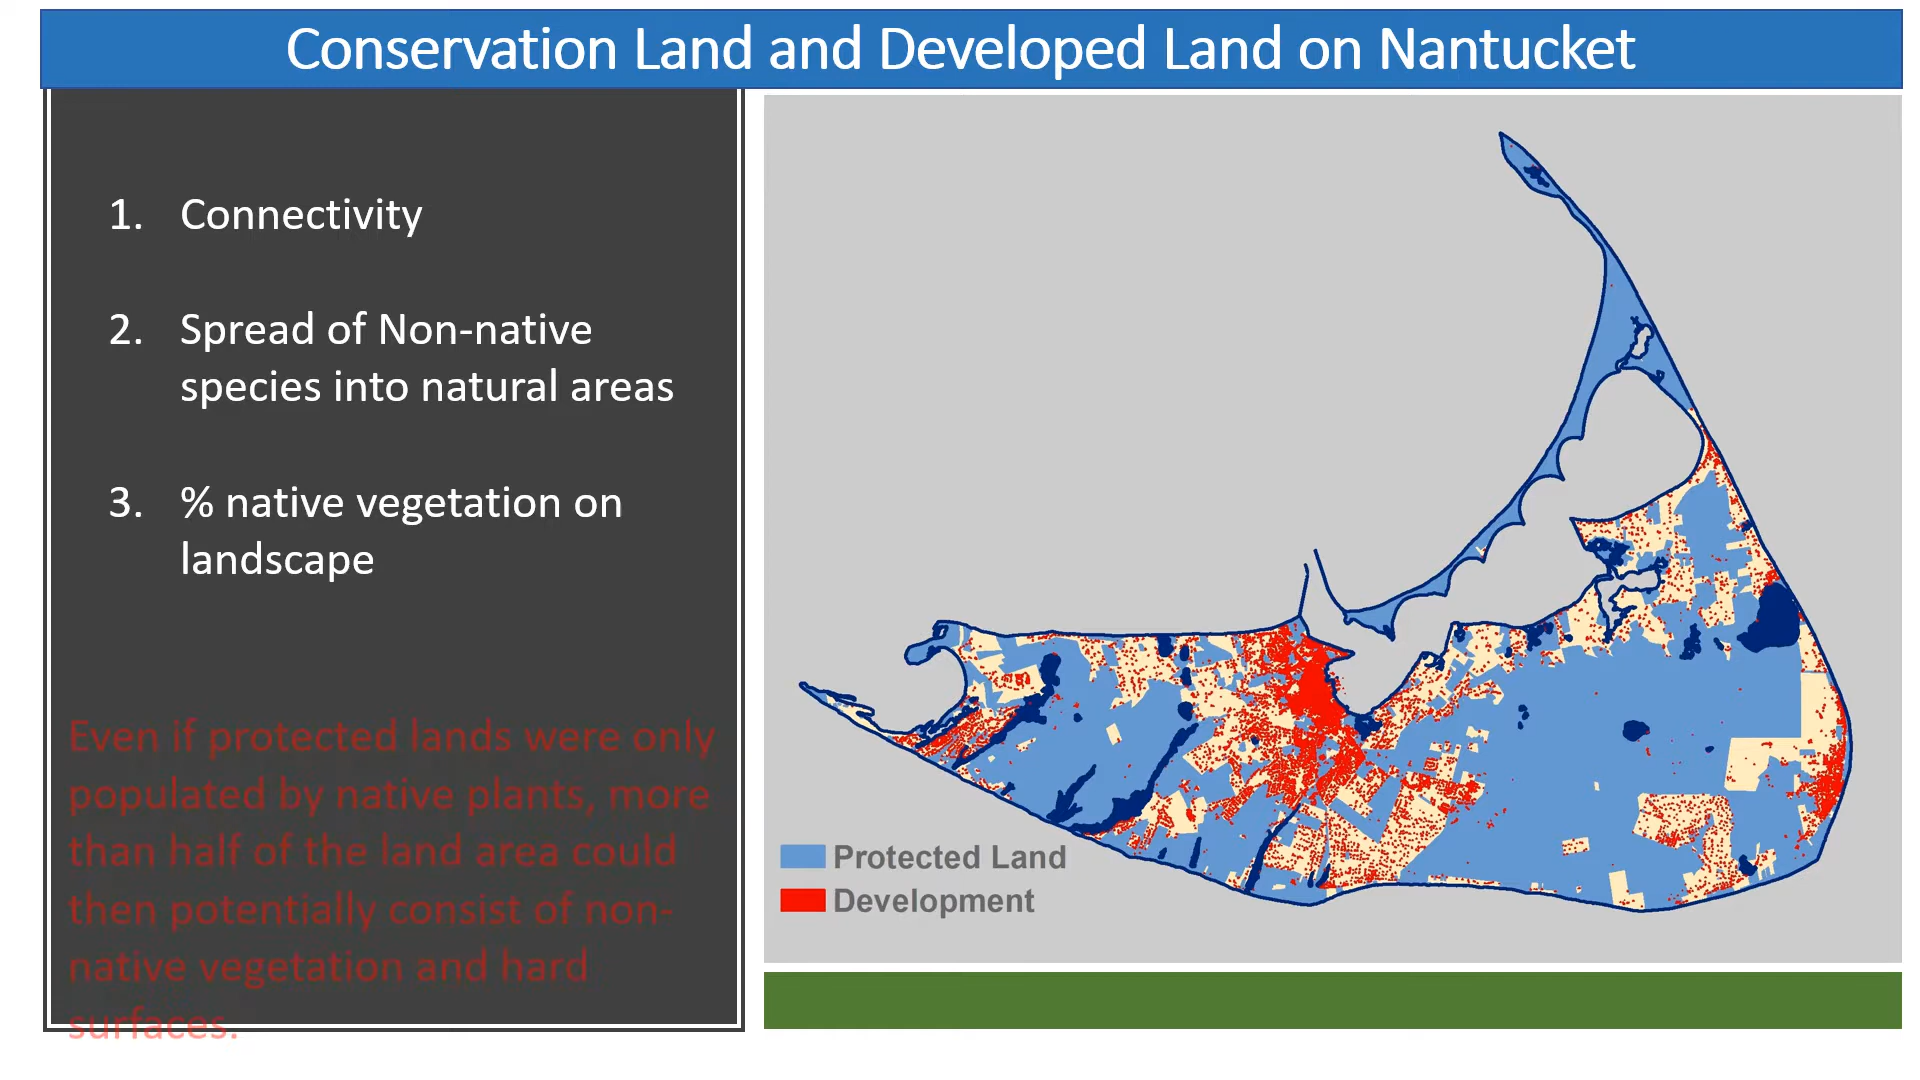 Conservation Land and Developed Land on Nantucket
1. Connectivity
2. Spread of Non-native
species into natural areas
3. % native vegetation on
landscape
Even if protected lands were only
populated by native plants, more
than half of the land area could
then potentially consist of non-
native vegetation and hard
surfaces.
Protected Land
Development